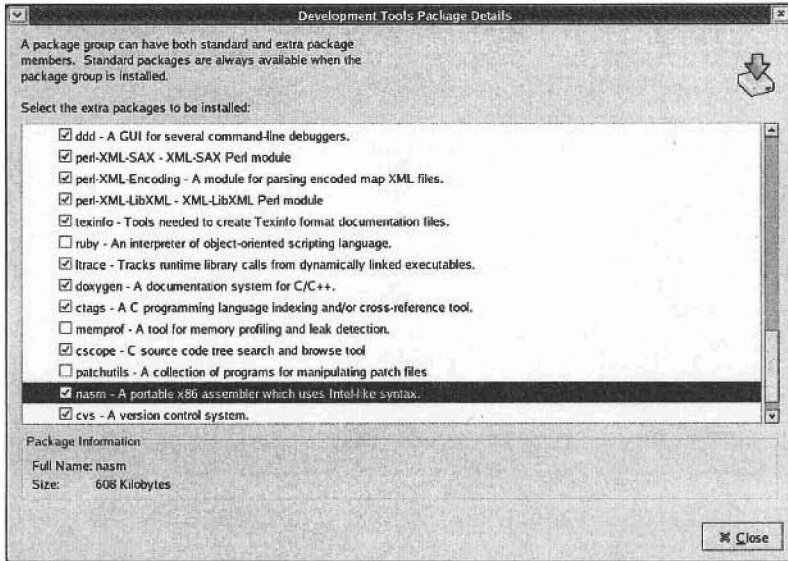 Development Tools Package Details
A package group can have both standard and extra package
members. Standard packages are always available when the
package group is installed.
Select the extra packages to be installed:
ddd - A GUI for several command-line debuggers.
perl-XML-SAX - XML-SAX Perl module
perl-XML-Encoding - A module for parsing encoded map XML files.
perl-XML-LibXML - XML-LibXML Perl module
texinfo - Tools needed to create Texinfo format documentation files.
ruby - An interpreter of object-oriented scripting language.
ltrace - Tracks runtime library calls from dynamically linked executables.
doxygen - A documentation system for C/C++.
ctags - A C programming language indexing and/or cross-reference tool.
memprof - A tool for memory profiling and leak detection.
cscope - C source code tree search and browse tool
patchutils - A collection of programs for manipulating patch files
nasm - A portable x86 assembler which uses Intel-like syntax.
cvs - A version control system.
Package Information
Full Name: nasm
Size: 608 Kilobytes
Close